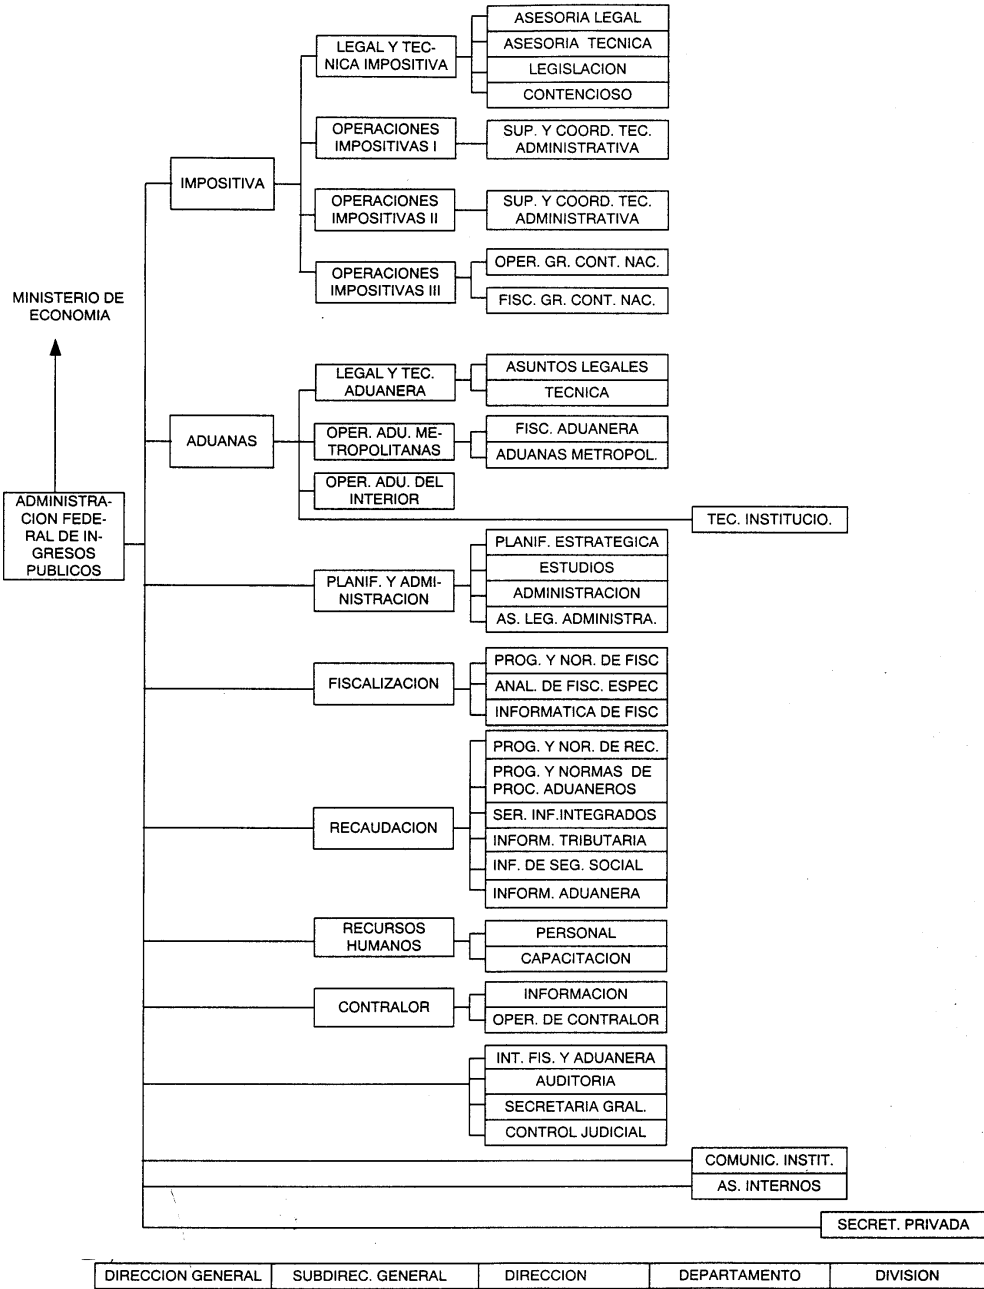 ASESORIA LEGAL
LEGAL Y TEC-
NICA IMPOSITIVA
ASESORIA TECNICA
LEGISLACION
CONTENCIOSO
OPERACIONES
IMPOSITIVAS I
SUP. Y COORD. TEC.
ADMINISTRATIVA
IMPOSITIVA
OPERACIONES
IMPOSITIVAS II
SUP. Y COORD. TEC.
ADMINISTRATIVA
OPERACIONES
IMPOSITIVAS III
OPER. GR. CONT. NAC.
FISC. GR. CONT. NAC.
MINISTERIO DE
ECONOMIA
LEGAL Y TEC.
ADUANERA
ASUNTOS LEGALES
TECNICA
ADUANAS
OPER. ADU. ME-
TROPOLITANAS
FISC. ADUANERA
ADUANAS METROPOL.
OPER. ADU. DEL
INTERIOR
TEC. INSTITUCIO.
ADMINISTRA-
CION FEDE-
RAL DE IN-
GRESOS
PUBLICOS
PLANIF. Y ADMI-
NISTRACION
PLANIF. ESTRATEGICA
ESTUDIOS
ADMINISTRACION
AS. LEG. ADMINISTRA.
FISCALIZACION
PROG. Y NOR. DE FISC
ANAL. DE FISC. ESPEC
INFORMATICA DE FISC
RECAUDACION
PROG. Y NOR. DE REC.
PROG. Y NORMAS DE
PROC. ADUANEROS
SER. INF.INTEGRADOS
INFORM. TRIBUTARIA
INF. DE SEG. SOCIAL
INFORM. ADUANERA
RECURSOS
HUMANOS
PERSONAL
CAPACITACION
CONTRALOR
INFORMACION
OPER. DE CONTRALOR
INT. FIS. Y ADUANERA
AUDITORIA
SECRETARIA GRAL.
CONTROL JUDICIAL
COMUNIC. INSTIT.
AS. INTERNOS
SECRET. PRIVADA
DIRECCION GENERAL
SUBDIREC. GENERAL
DIRECCION
DEPARTAMENTO
DIVISION